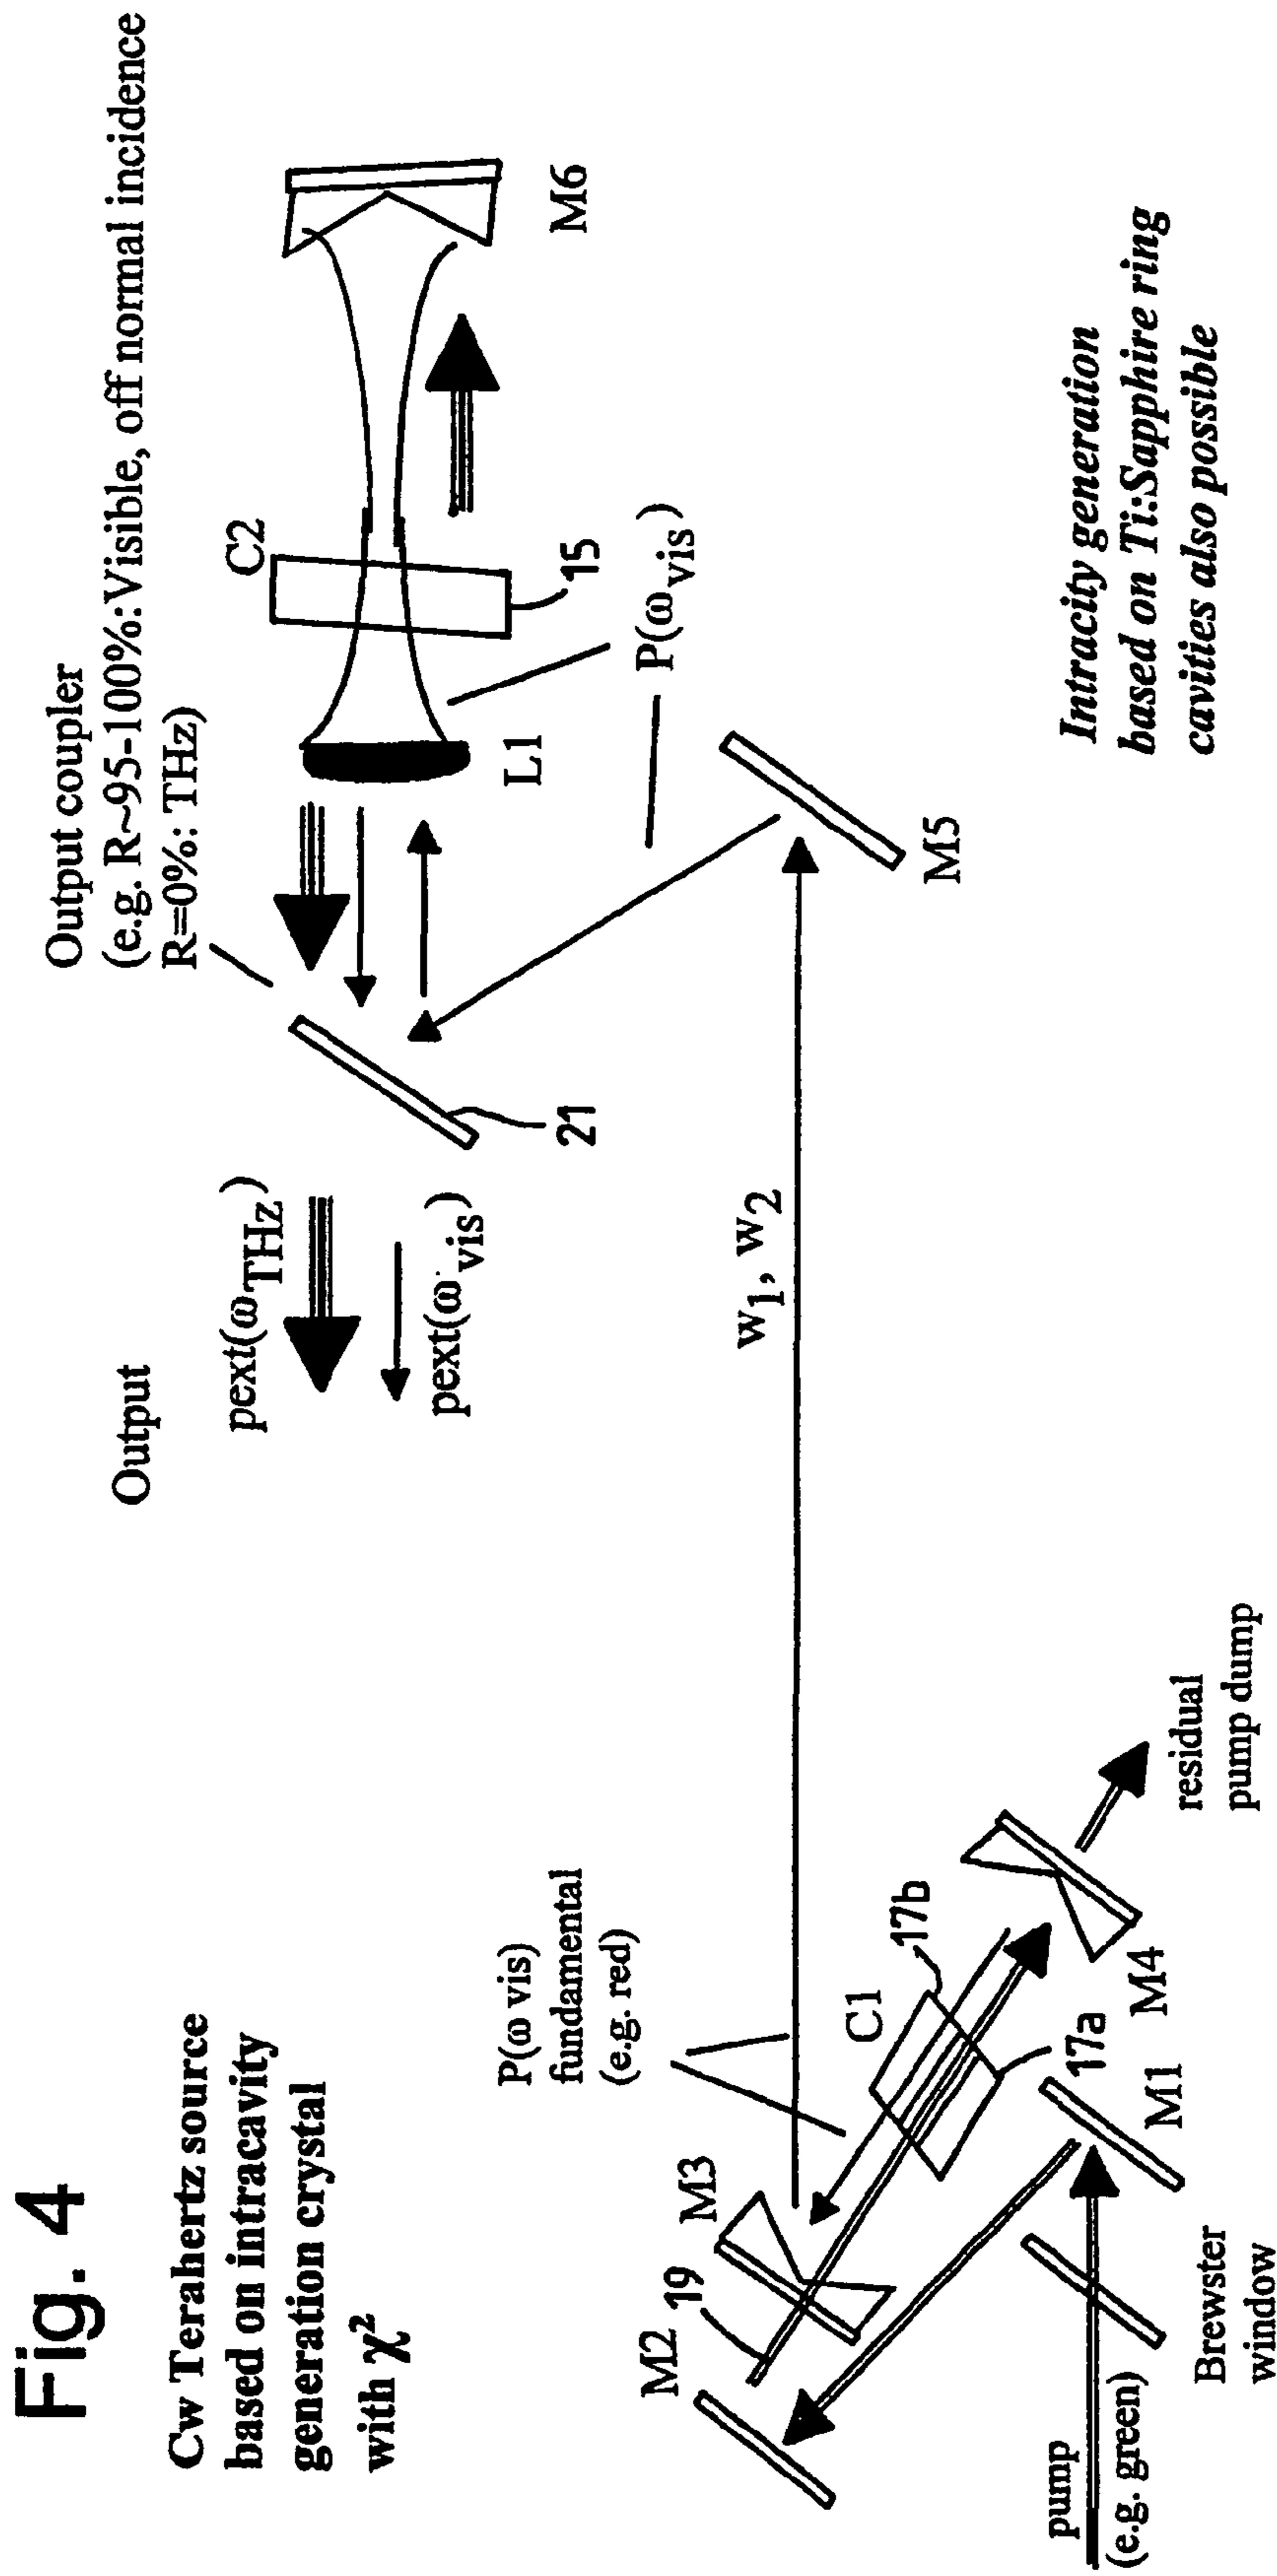 Fig. 4
Cw Terahertz source
based on intracavity
generation crystal
with χ²
Output
pext(ωTHz)
pext(ωvis)
Output coupler
(e.g. R~95-100%:Visible, off normal incidence
R=0%: THz)
C2
M6
L1
15
P(ωvis)
21
M5
w1, w2
P(ω vis)
fundamental
(e.g. red)
M2
19
M3
C1
17b
17a
M4
M1
residual
pump dump
pump
(e.g. green)
Brewster
window
Intracity generation
based on Ti:Sapphire ring
cavities also possible